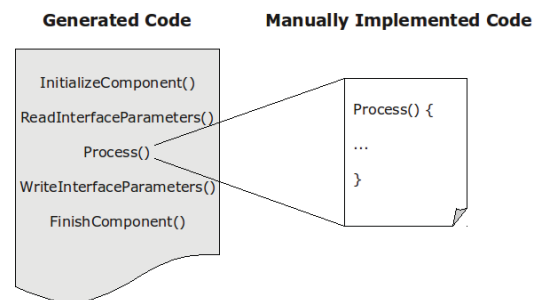 Generated Code
Manually Implemented Code
InitializeComponent()
ReadInterfaceParameters()
Process()
WriteInterfaceParameters()
FinishComponent()
Process() {
...
}